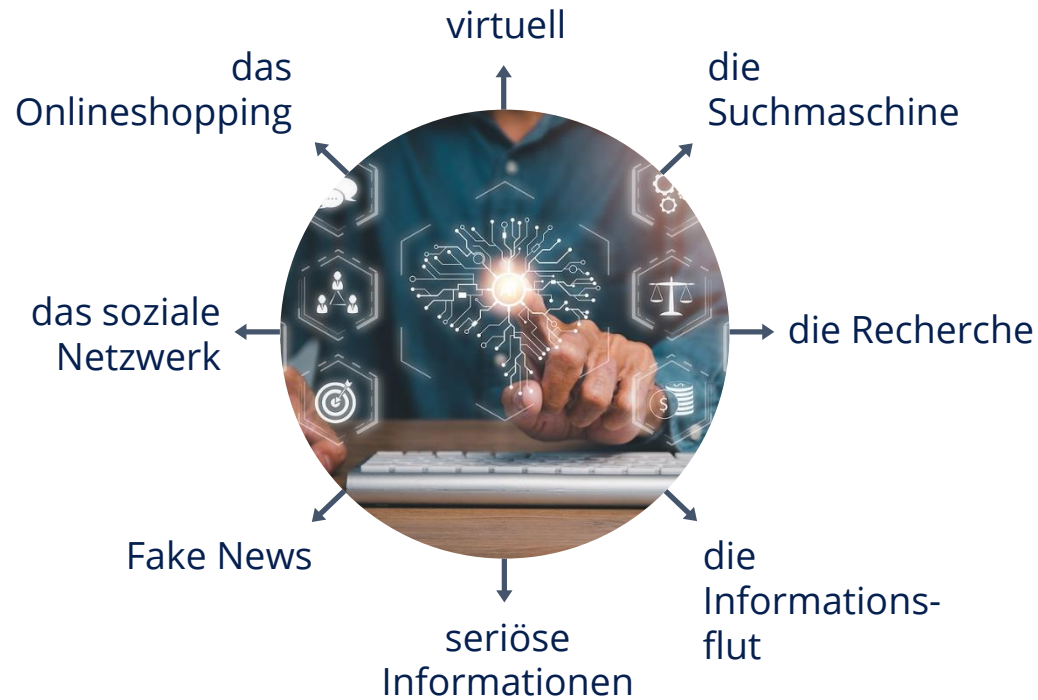 virtuell
das
Onlineshopping
die
Suchmaschine
das soziale
Netzwerk
die Recherche
Fake News
die
Informations-
flut
seriöse
Informationen